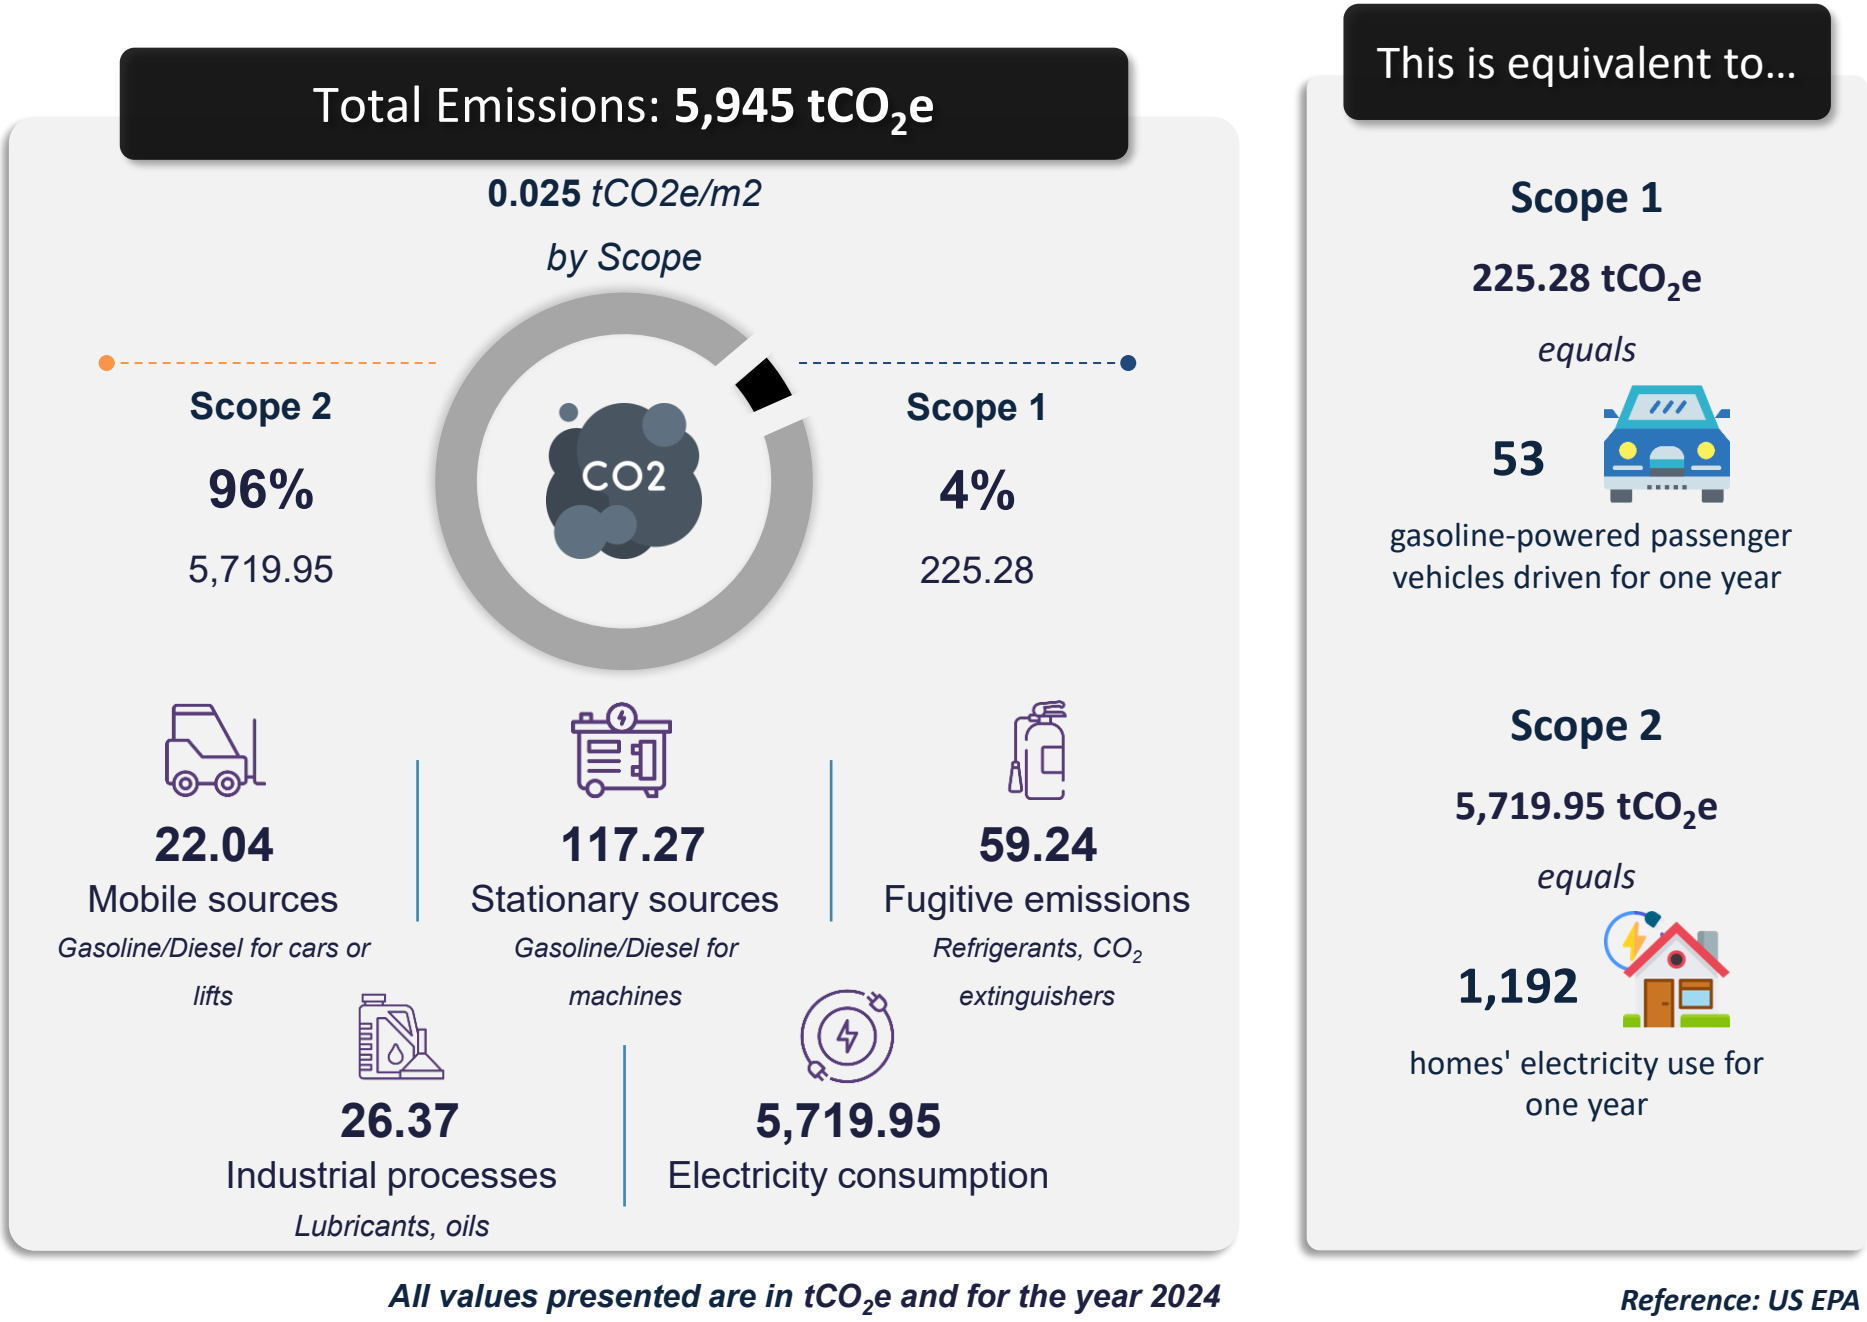 Total Emissions: 5,945 tCO₂e
0.025 tCO2e/m2
by Scope
Scope 2
96%
5,719.95
CO2
Scope 1
4%
225.28
22.04
Mobile sources
Gasoline/Diesel for cars or
lifts
117.27
Stationary sources
Gasoline/Diesel for
machines
59.24
Fugitive emissions
Refrigerants, CO₂
extinguishers
26.37
Industrial processes
Lubricants, oils
5,719.95
Electricity consumption
All values presented are in tCO₂e and for the year 2024
This is equivalent to...
Scope 1
225.28 tCO₂e
equals
53
gasoline-powered passenger
vehicles driven for one year
Scope 2
5,719.95 tCO₂e
equals
1,192
homes' electricity use for
one year
Reference: US EPA